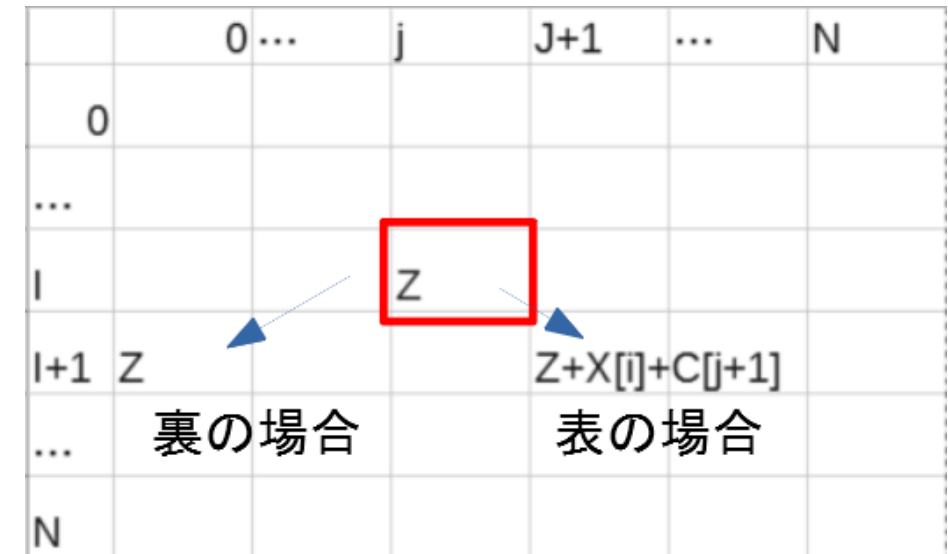 0 … j J+1 … N
0
…
I Z
I+1 Z Z+X[i]+C[j+1]
… 裏の場合 表の場合
N